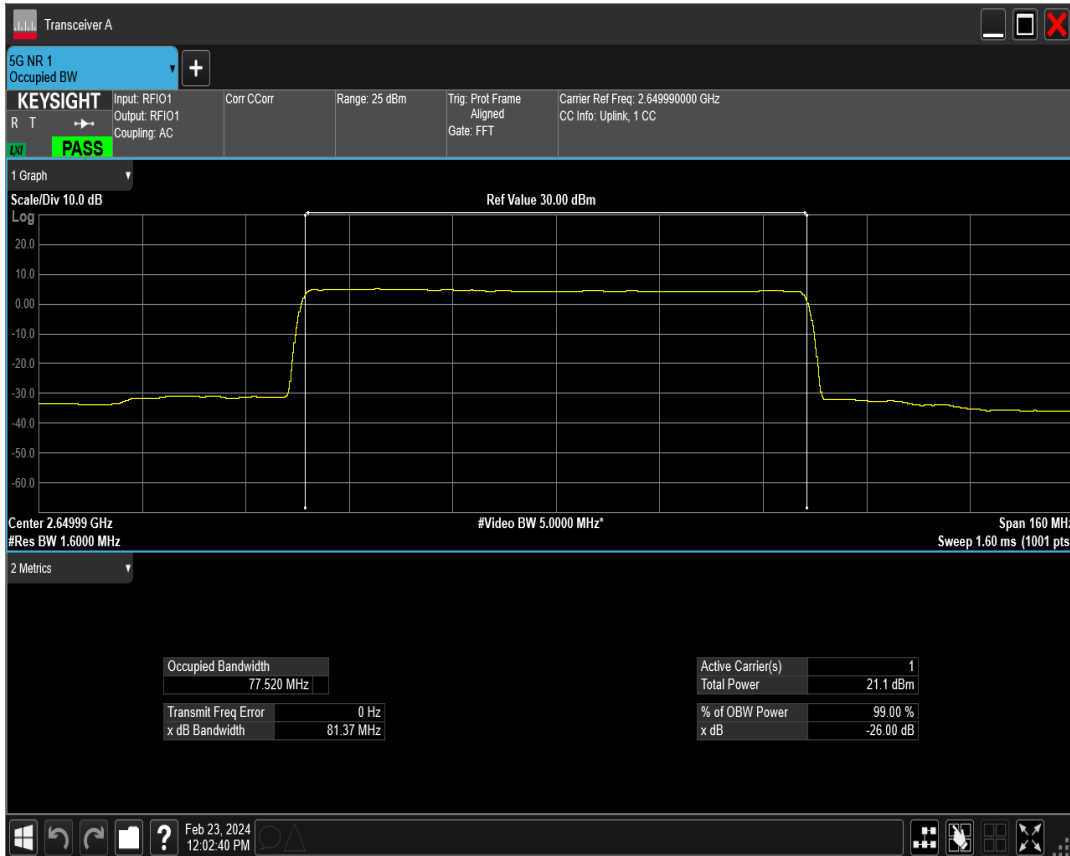 Transceiver A
5G NR 1
Occupied BW
+
KEYSIGHT
R T
LXI
PASS
Input: RFIO1
Output: RFIO1
Coupling: AC
Corr CCorr
Range: 25 dBm
Trig: Prot Frame
Aligned
Gate: FFT
Carrier Ref Freq: 2.649990000 GHz
CC Info: Uplink, 1 CC
1 Graph
Scale/Div 10.0 dB
Ref Value 30.00 dBm
Log
20.0
10.0
0.00
-10.0
-20.0
-30.0
-40.0
-50.0
-60.0
Center 2.64999 GHz
#Video BW 5.0000 MHz*
Span 160 MHz
#Res BW 1.6000 MHz
Sweep 1.60 ms (1001 pts
2 Metrics
Occupied Bandwidth
77.520 MHz
Transmit Freq Error 0 Hz
x dB Bandwidth 81.37 MHz
Active Carrier(s) 1
Total Power 21.1 dBm
% of OBW Power 99.00 %
x dB -26.00 dB
?
Feb 23, 2024
12:02:40 PM